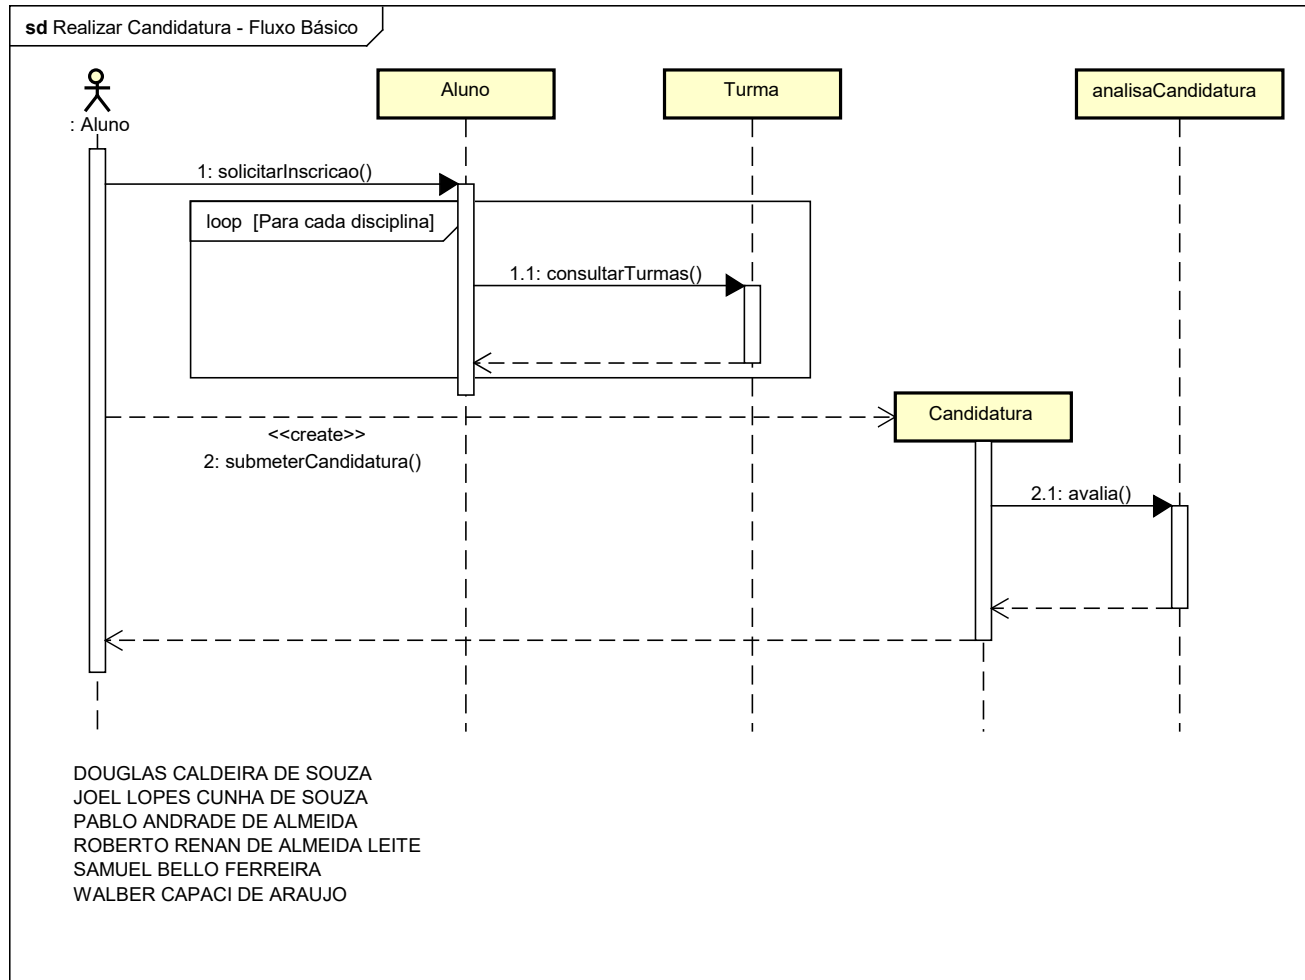 sd Realizar Candidatura - Fluxo Básico
: Aluno
Aluno
Turma
analisaCandidatura
1: solicitarInscricao()
loop [Para cada disciplina]
1.1: consultarTurmas()
Candidatura
<<create>>
2: submeterCandidatura()
2.1: avalia()
DOUGLAS CALDEIRA DE SOUZA
JOEL LOPES CUNHA DE SOUZA
PABLO ANDRADE DE ALMEIDA
ROBERTO RENAN DE ALMEIDA LEITE
SAMUEL BELLO FERREIRA
WALBER CAPACI DE ARAUJO